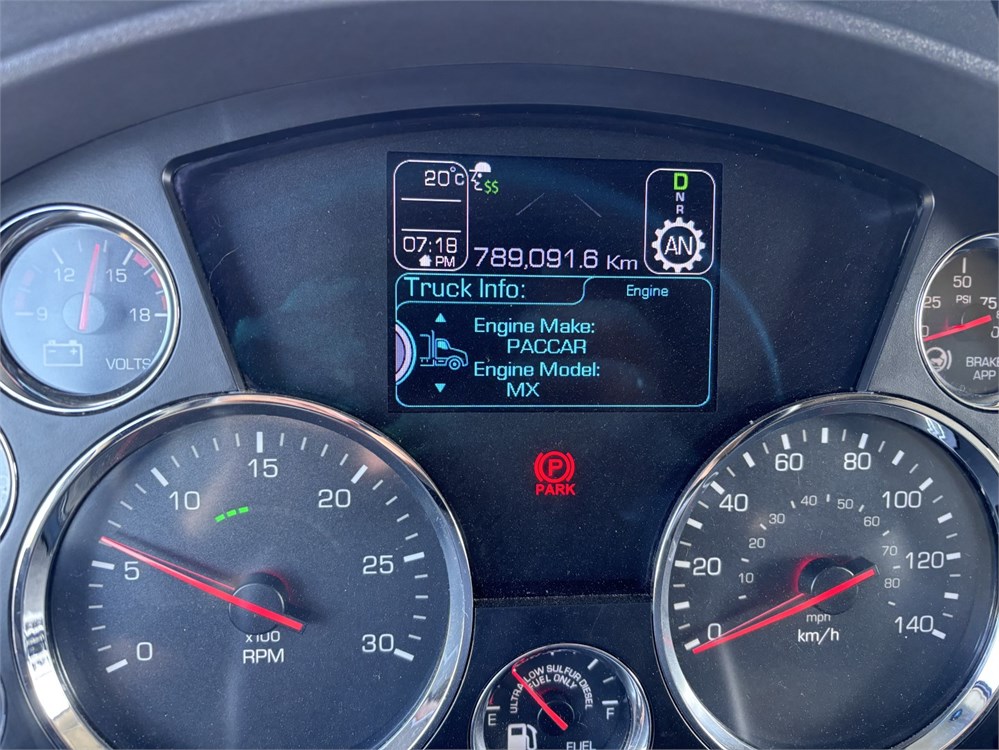 20°C
$$
07:18
PM
789,091.6 Km
D
N
R
AN
Truck Info:
Engine
Engine Make:
PACCAR
Engine Model:
MX
9 12 15 18
VOLTS
25 50 75
PSI
BRAKE
APP
P
PARK
0 5 10 15 20 25 30
x100
RPM
0 20 40 60 80 100 120 140
10 20 30 40 50 60 70 80
mph
km/h
ULTRA LOW SULFUR DIESEL
FUEL ONLY
E F
FUEL